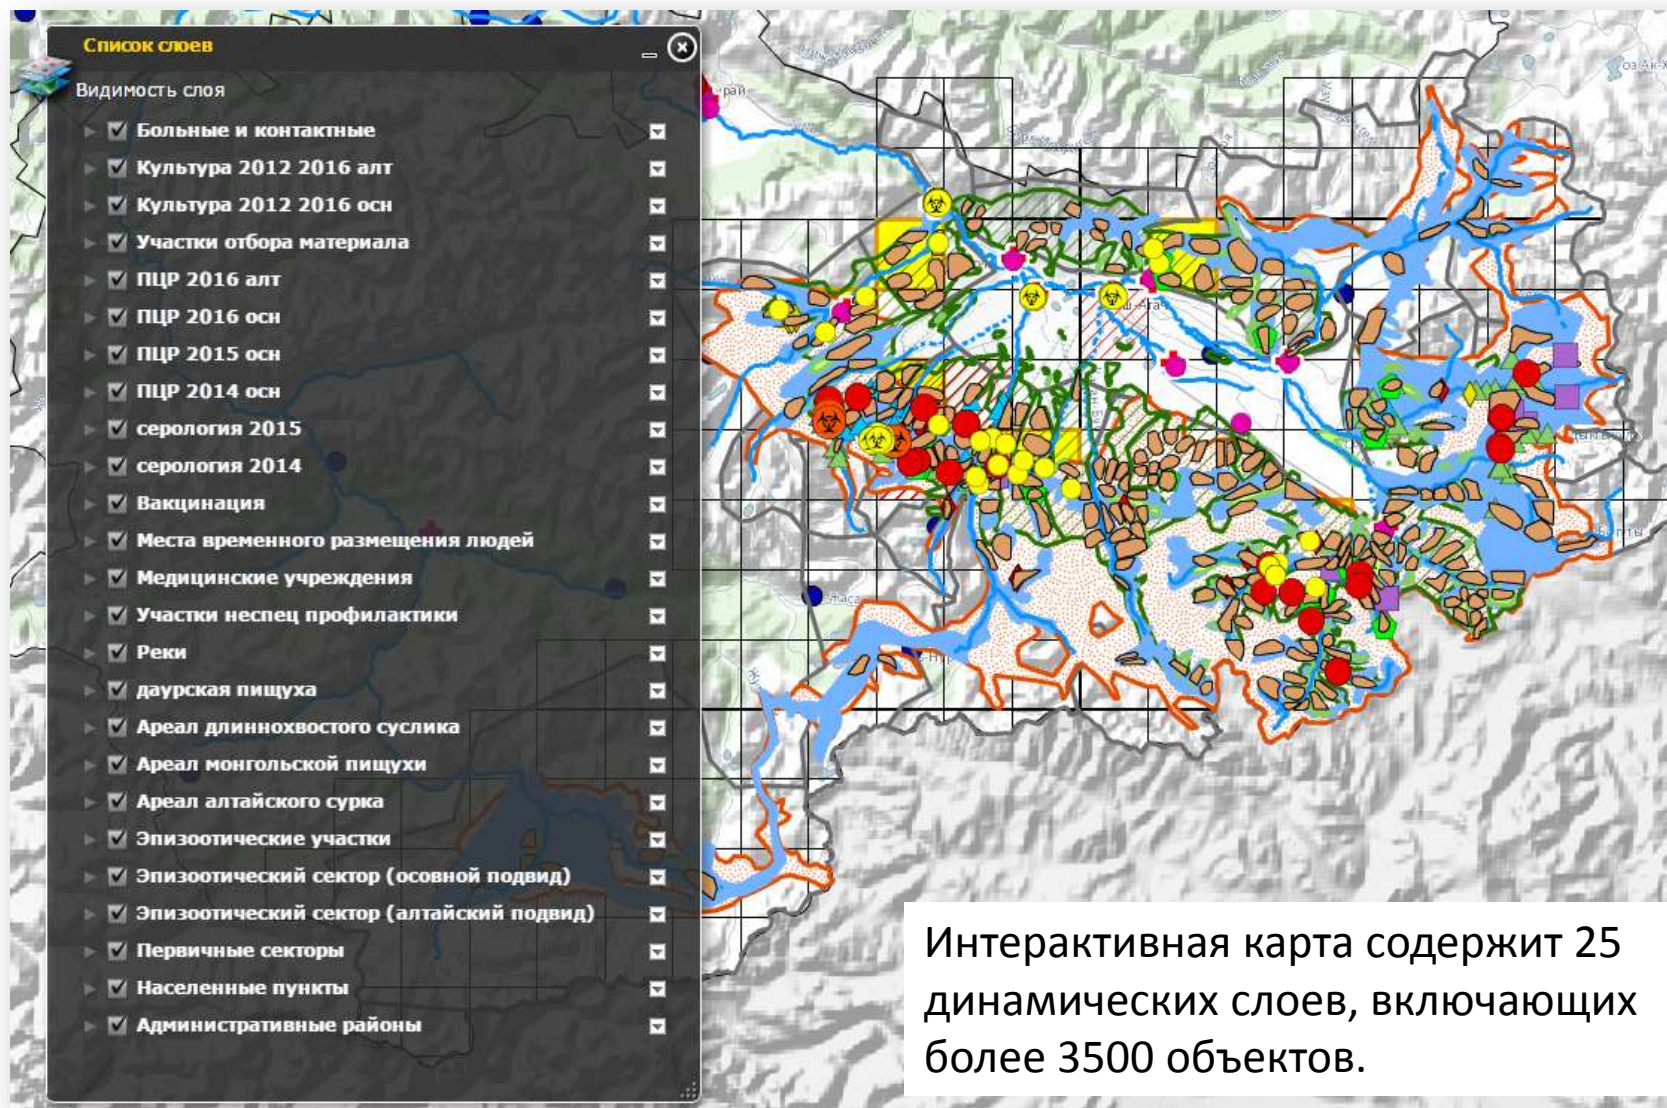 Список слоев
Видимость слоя
Больные и контактные
Культура 2012 2016 алт
Культура 2012 2016 осн
Участки отбора материала
ПЦР 2016 алт
ПЦР 2016 осн
ПЦР 2015 осн
ПЦР 2014 осн
серология 2015
серология 2014
Вакцинация
Места временного размещения людей
Медицинские учреждения
Участки неспец профилактики
Реки
даурская пищуха
Ареал длиннохвостого суслика
Ареал монгольской пищухи
Ареал алтайского сурка
Эпизоотические участки
Эпизоотический сектор (осовной подвид)
Эпизоотический сектор (алтайский подвид)
Первичные секторы
Населенные пункты
Административные районы
Интерактивная карта содержит 25
динамических слоев, включающих
более 3500 объектов.